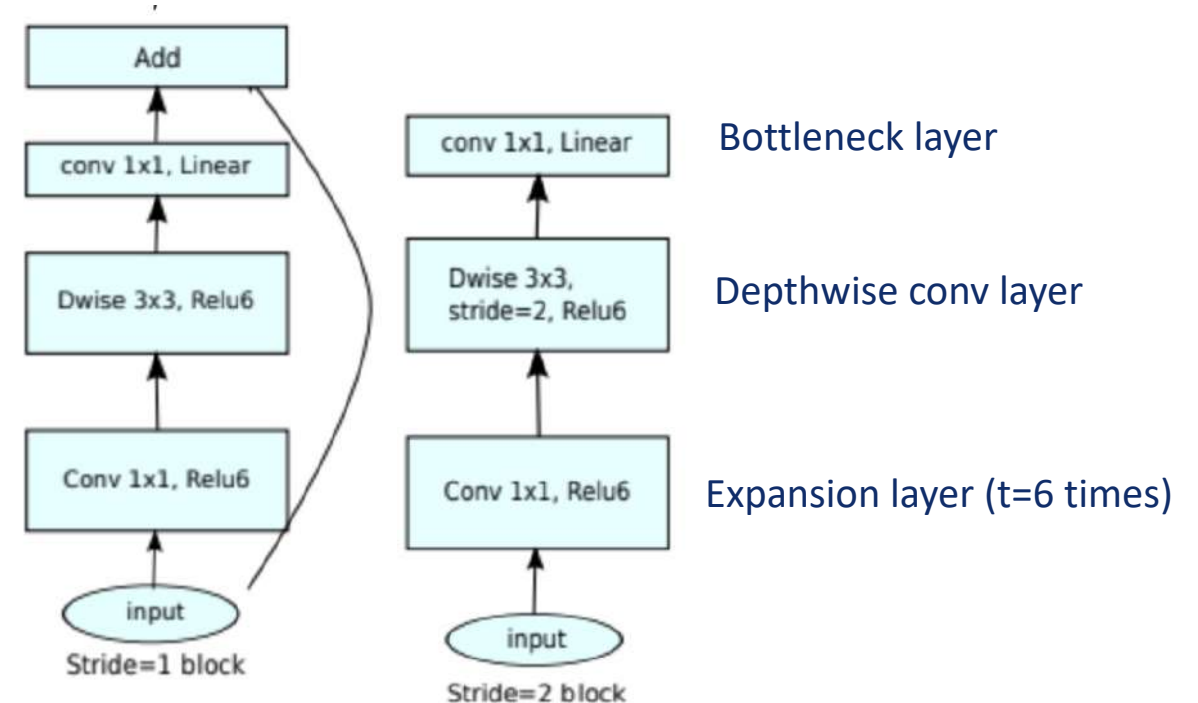 Add
conv 1x1, Linear
Dwise 3x3, Relu6
Conv 1x1, Relu6
input
Stride=1 block
conv 1x1, Linear
Dwise 3x3,
stride=2, Relu6
Conv 1x1, Relu6
input
Stride=2 block
Bottleneck layer
Depthwise conv layer
Expansion layer (t=6 times)